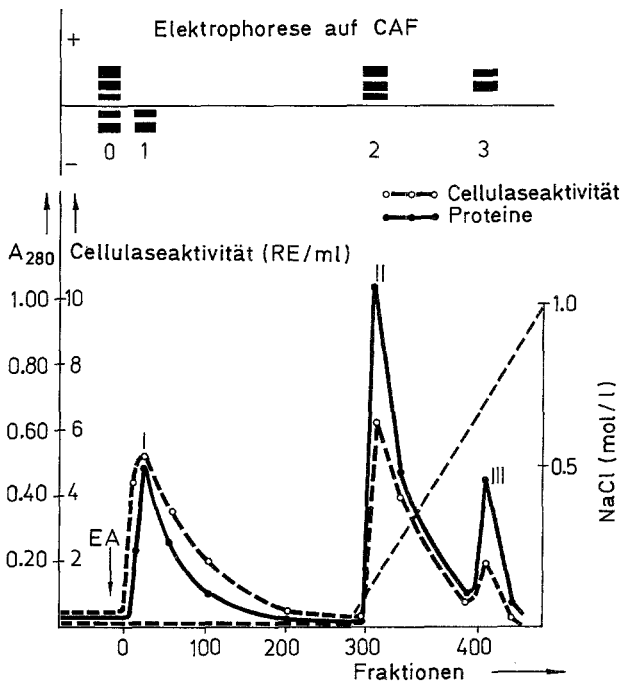 Elektrophorese auf CAF
+
0 1 2 3
−
Cellulaseaktivität
Proteine
A280 Cellulaseaktivität (RE/ml)
II
1.00 10 1.0
0.80 8
0.60 6
I
0.5
0.40 4
III
EA
0.20 2
NaCl (mol/l)
0 100 200 300 400
Fraktionen